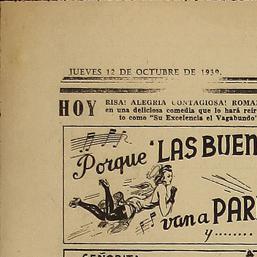 JUEVES 12 DE OCTUBRE DE 1939.
HOY
RISA! ALEGRIA CONTAGIOSA! ROMA
en una deliciosa comedia que lo hará reir
to como "Su Excelencia el Vagabundo"
Porque "LAS BUEN
van a PAR
y........
SEÑORITA